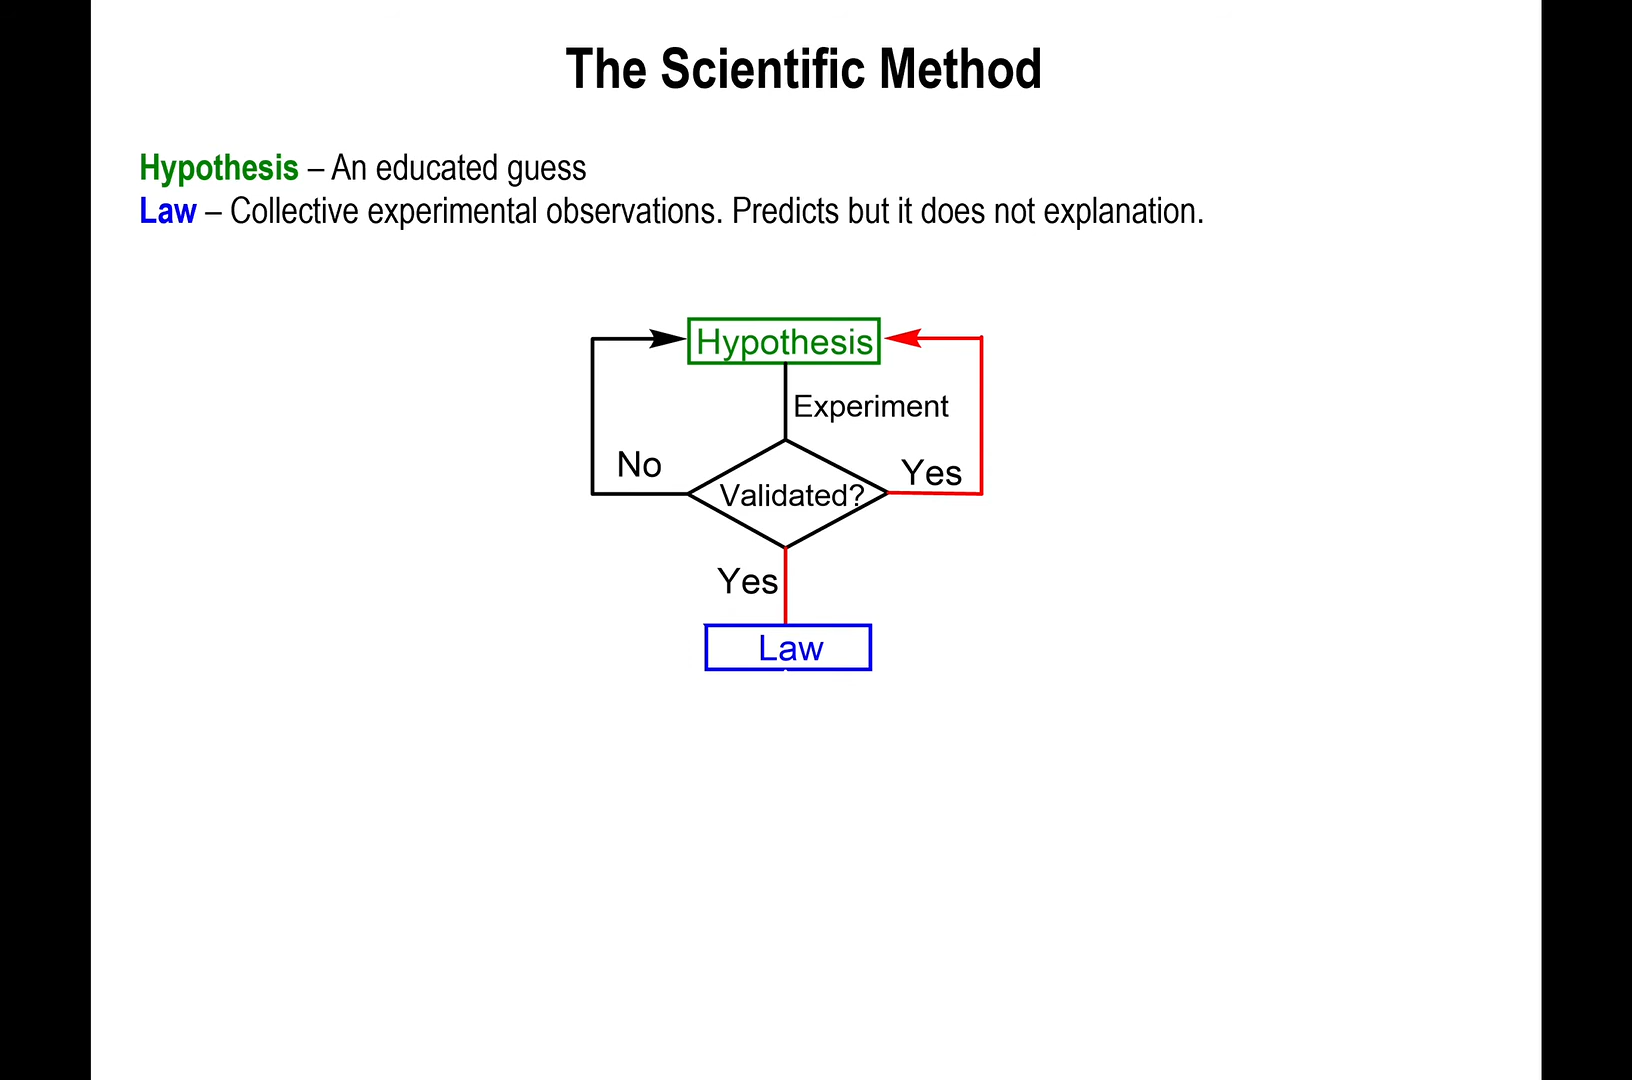 The Scientific Method
Hypothesis – An educated guess
Law – Collective experimental observations. Predicts but it does not explanation.
Hypothesis
Experiment
No
Yes
Validated?
Yes
Law